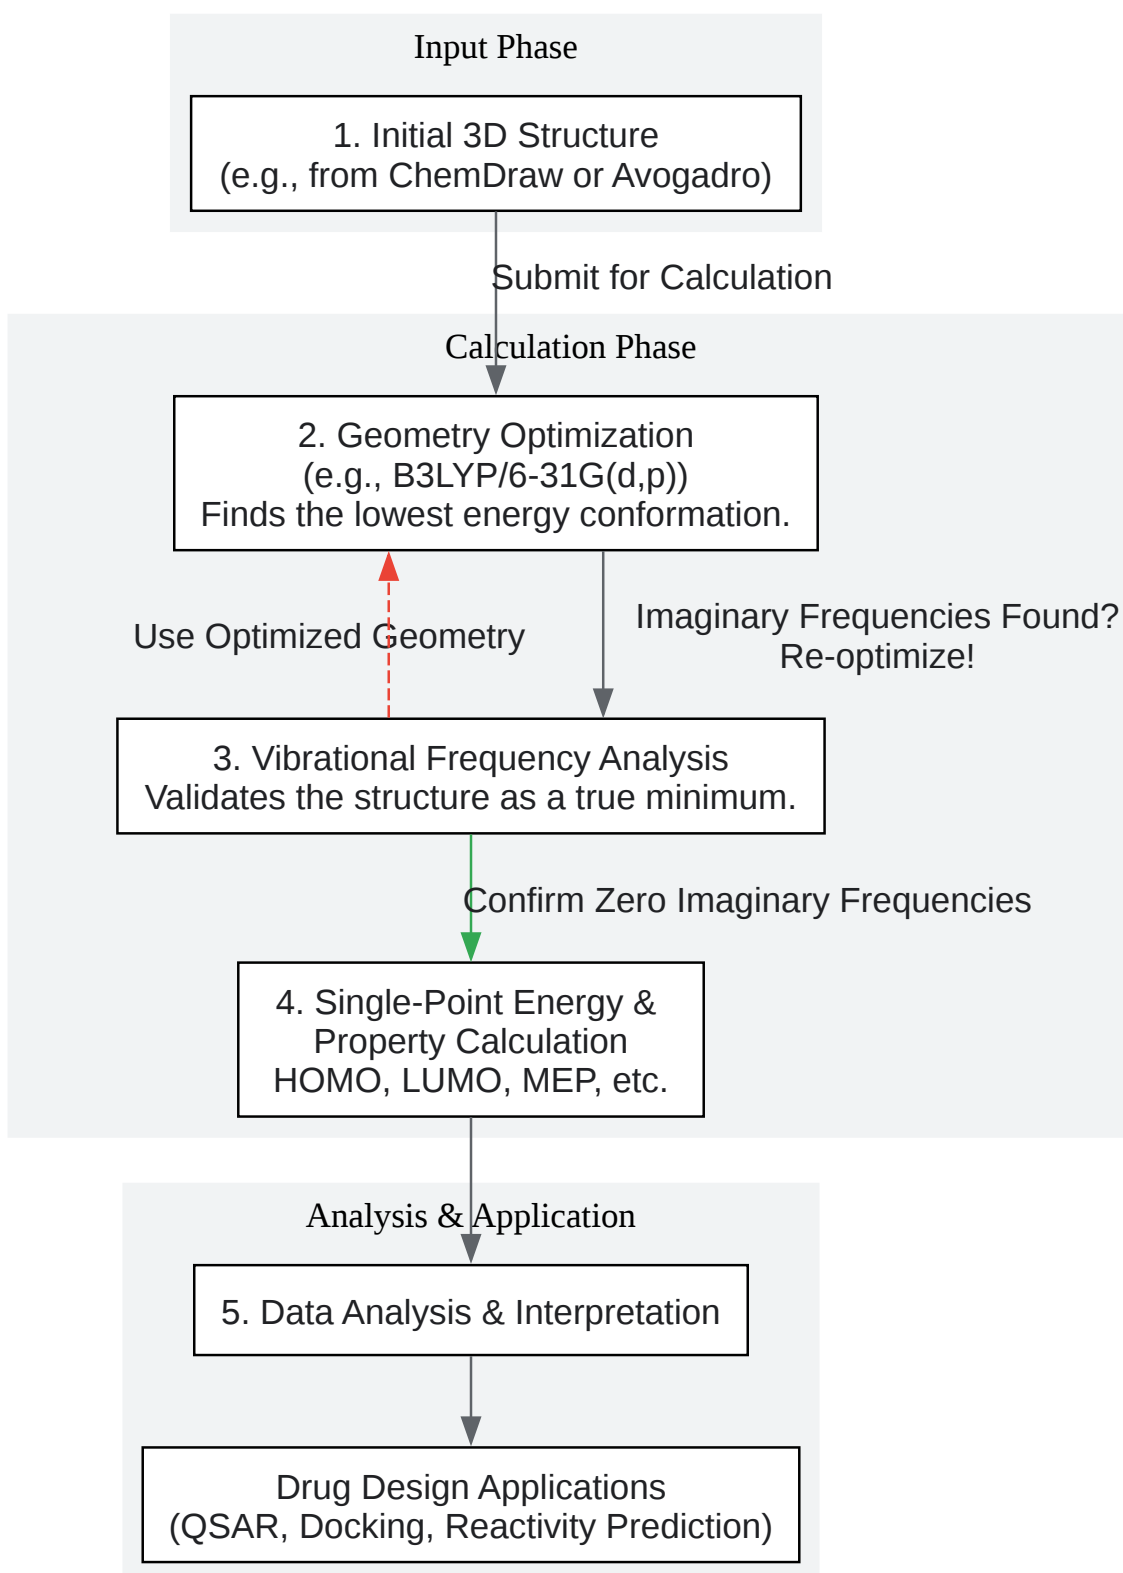 Input Phase
1. Initial 3D Structure
(e.g., from ChemDraw or Avogadro)
Submit for Calculation
Calculation Phase
2. Geometry Optimization
(e.g., B3LYP/6-31G(d,p))
Finds the lowest energy conformation.
Use Optimized Geometry
Imaginary Frequencies Found?
Re-optimize!
3. Vibrational Frequency Analysis
Validates the structure as a true minimum.
Confirm Zero Imaginary Frequencies
4. Single-Point Energy &
Property Calculation
HOMO, LUMO, MEP, etc.
Analysis & Application
5. Data Analysis & Interpretation
Drug Design Applications
(QSAR, Docking, Reactivity Prediction)